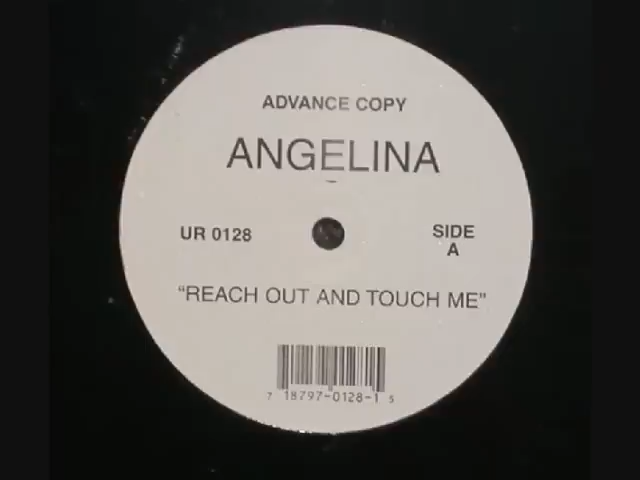 ADVANCE COPY
ANGELINA
UR 0128
SIDE
A
"REACH OUT AND TOUCH ME"
7 18797-0128-1 5